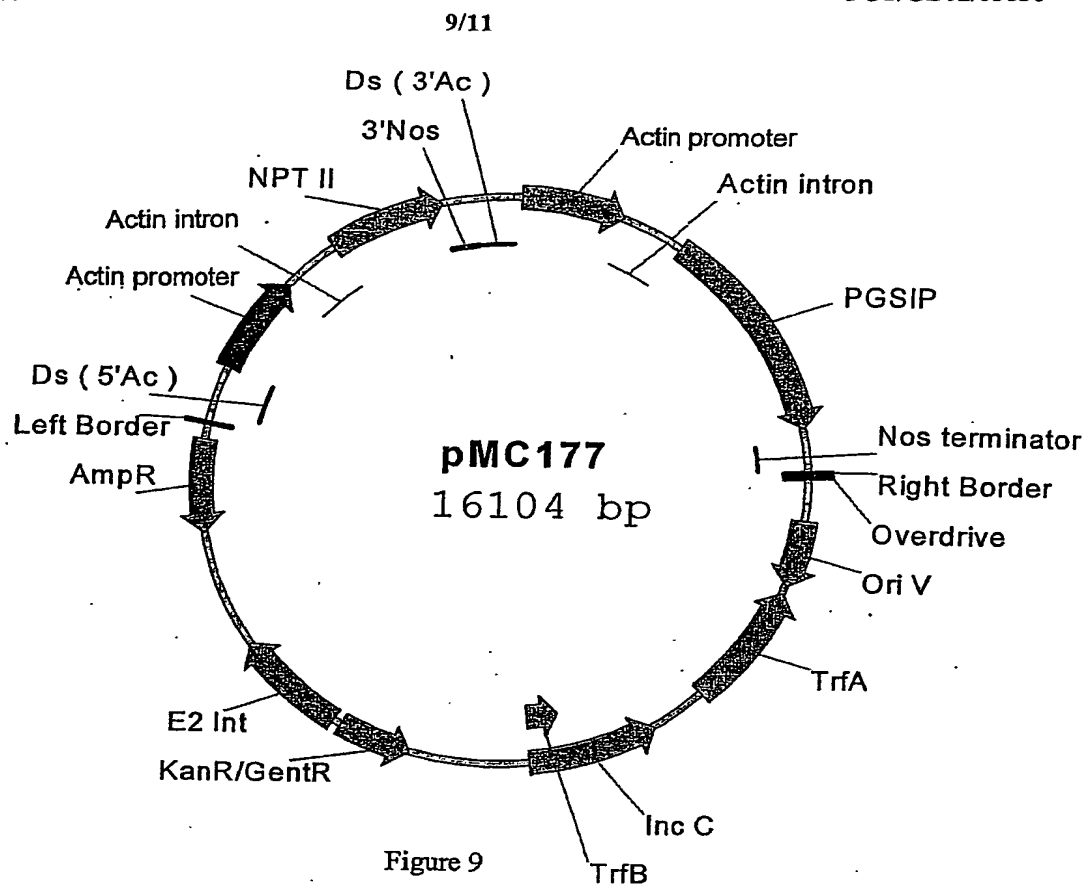 9/11
Ds ( 3'Ac )
3'Nos
Actin promoter
NPT II
Actin intron
Actin intron
Actin promoter
PGSIP
Ds ( 5'Ac )
Left Border
AmpR
pMC177
16104 bp
Nos terminator
Right Border
Overdrive
Ori V
TrfA
E2 Int
KanR/GentR
Inc C
TrfB
Figure 9